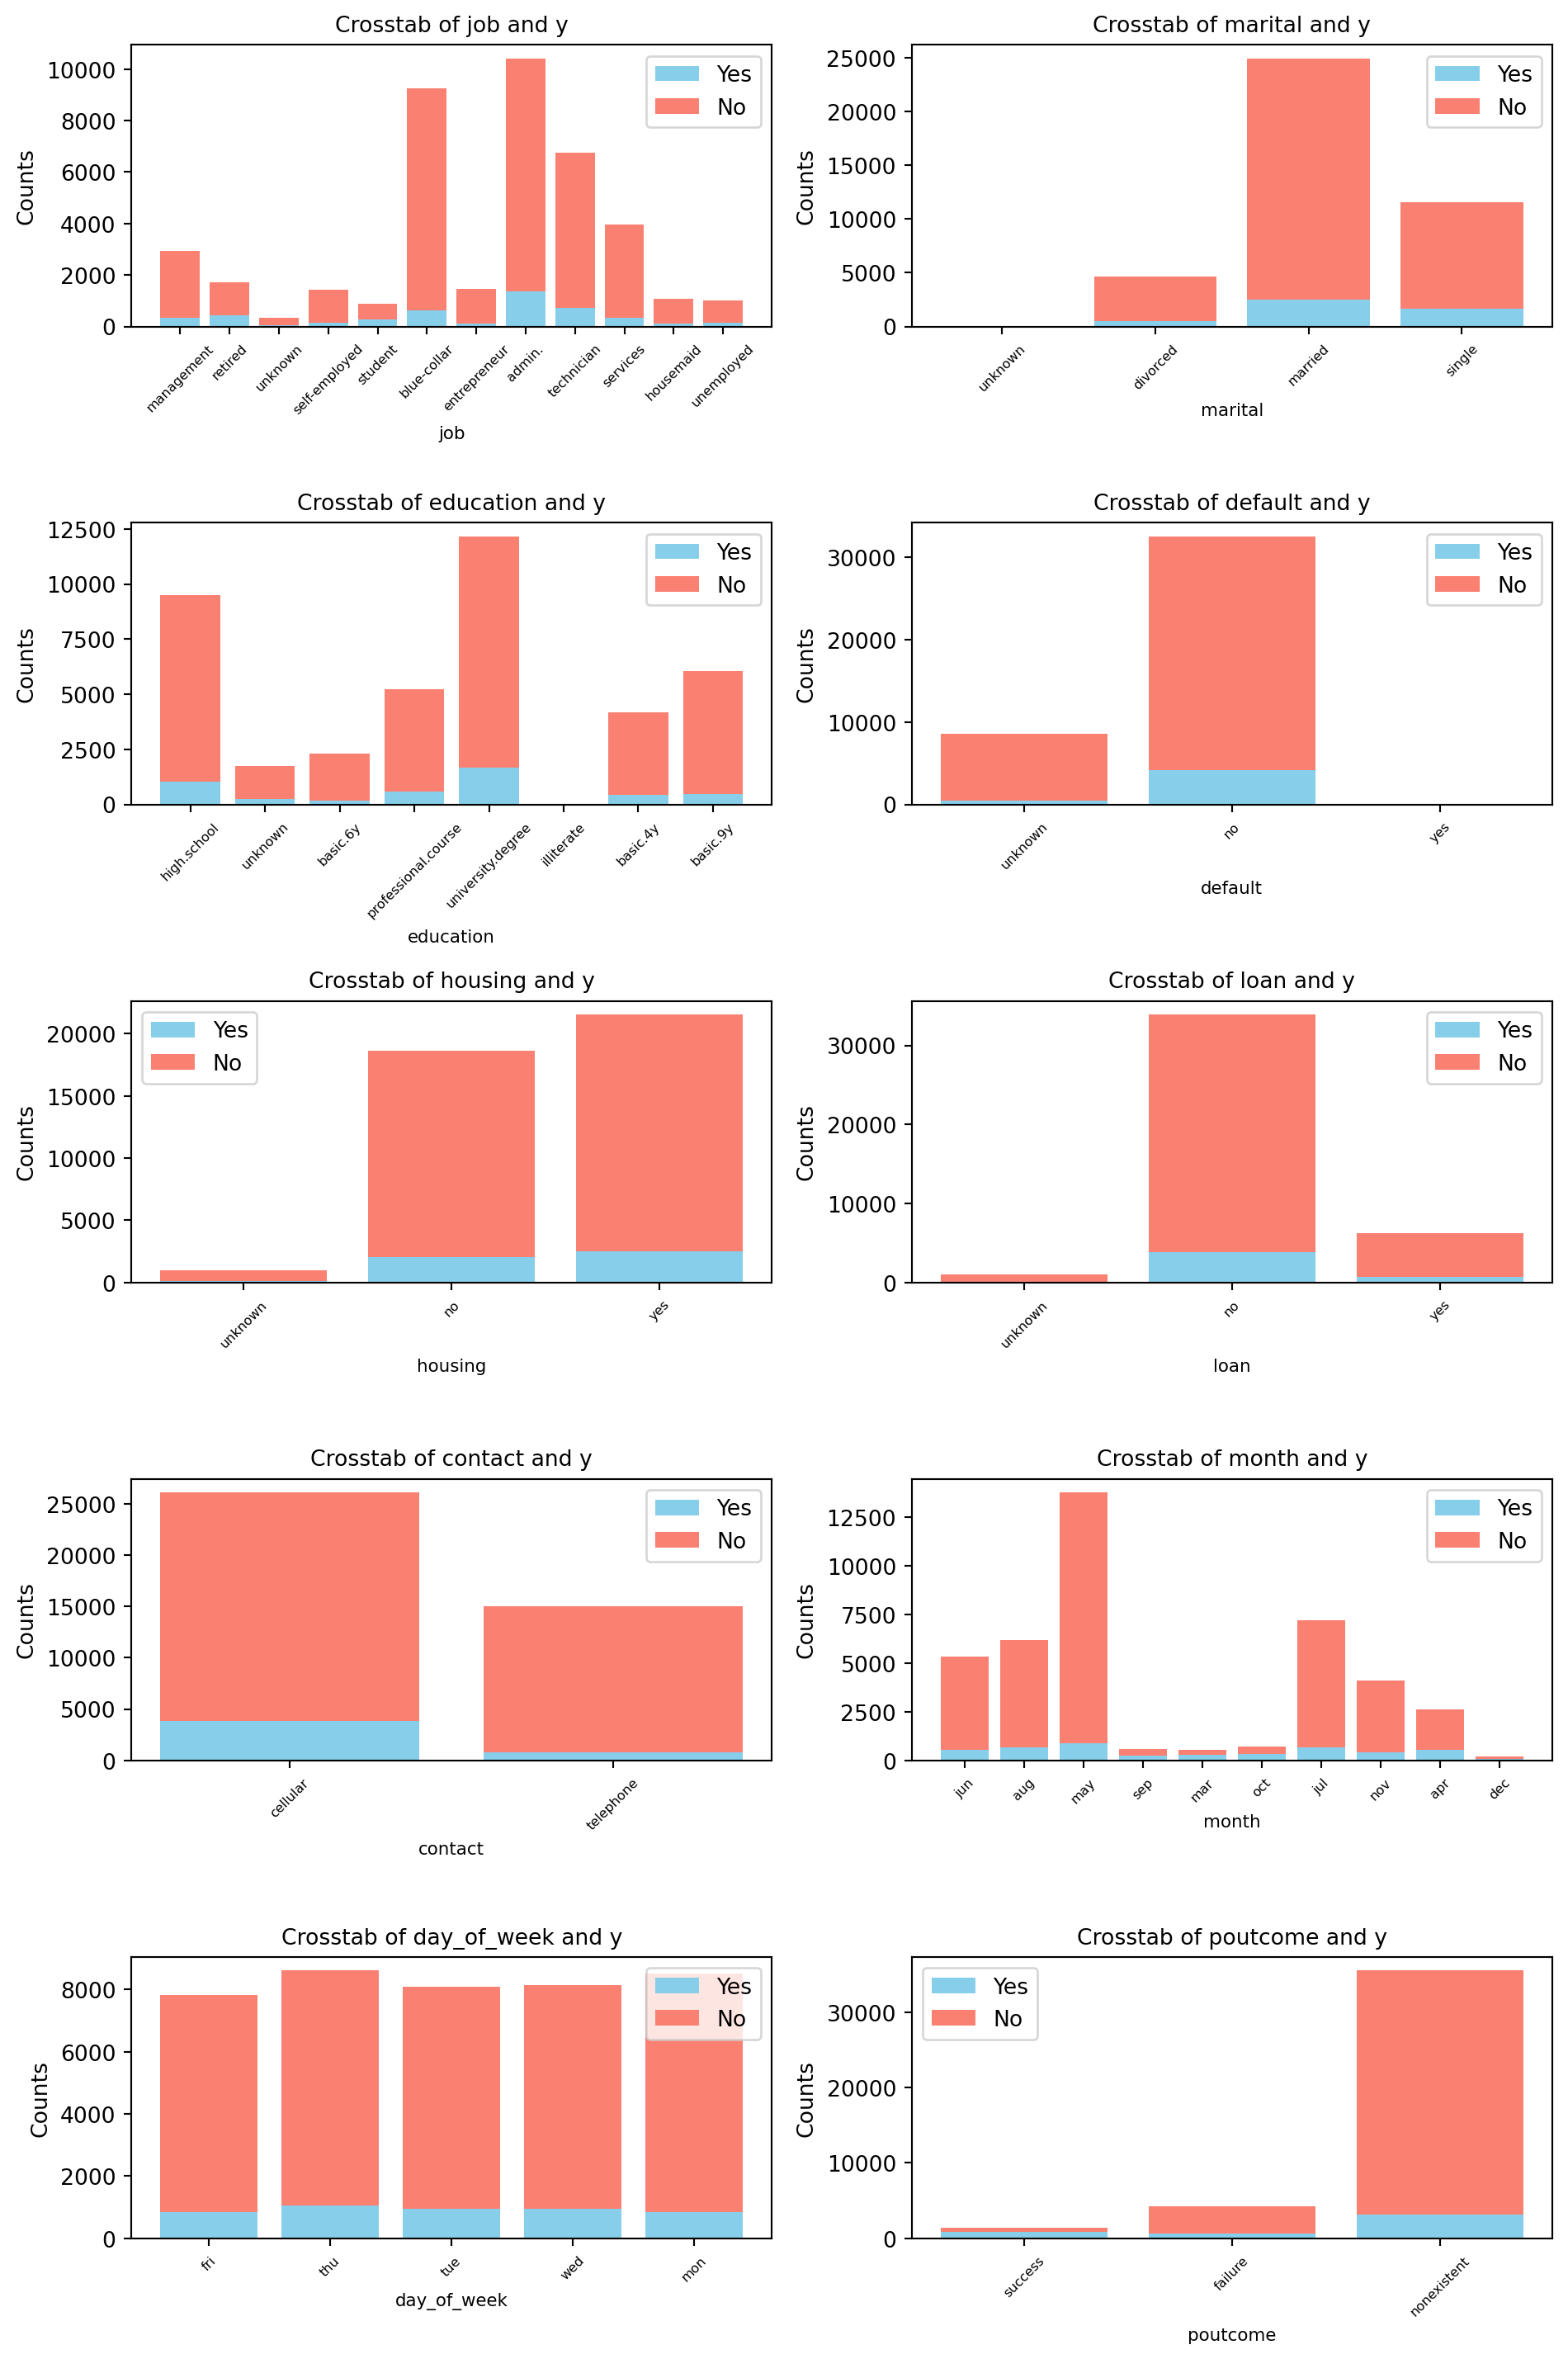 Crosstab of job and y
Counts
10000
8000
6000
4000
2000
0
Yes
No
management
retired
unknown
self-employed
student
blue-collar
entrepreneur
admin.
technician
services
housemaid
unemployed
job
Crosstab of marital and y
Counts
25000
20000
15000
10000
5000
0
Yes
No
unknown
divorced
married
single
marital
Crosstab of education and y
Counts
12500
10000
7500
5000
2500
0
Yes
No
high.school
unknown
basic.6y
professional.course
university.degree
illiterate
basic.4y
basic.9y
education
Crosstab of default and y
Counts
30000
20000
10000
0
Yes
No
unknown
no
yes
default
Crosstab of housing and y
Counts
20000
15000
10000
5000
0
Yes
No
unknown
no
yes
housing
Crosstab of loan and y
Counts
30000
20000
10000
0
Yes
No
unknown
no
yes
loan
Crosstab of contact and y
Counts
25000
20000
15000
10000
5000
0
Yes
No
cellular
telephone
contact
Crosstab of month and y
Counts
12500
10000
7500
5000
2500
0
Yes
No
jun
aug
may
sep
mar
oct
jul
nov
apr
dec
month
Crosstab of day_of_week and y
Counts
8000
6000
4000
2000
0
Yes
No
fri
thu
tue
wed
mon
day_of_week
Crosstab of poutcome and y
Counts
30000
20000
10000
0
Yes
No
success
failure
nonexistent
poutcome